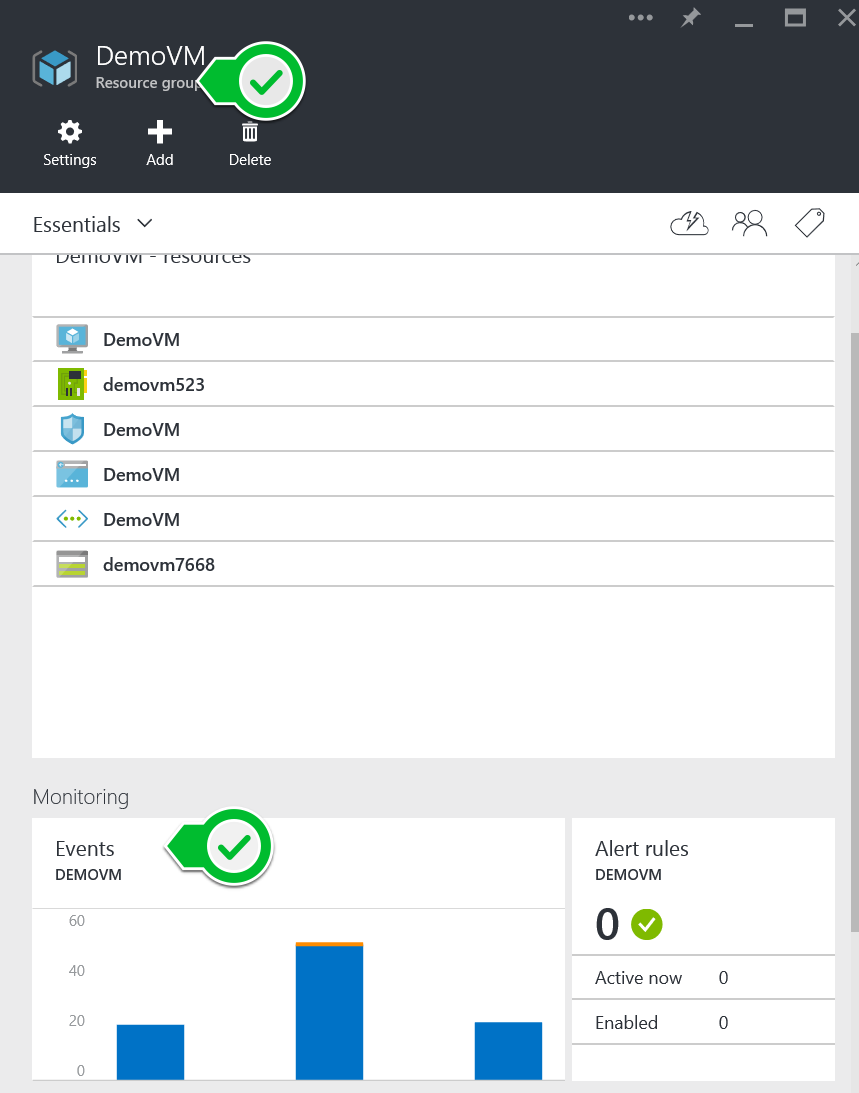 DemoVM
Resource group
Settings
Add
Delete
Essentials
DemoVM - resources
DemoVM
demovm523
DemoVM
DemoVM
DemoVM
demovm7668
Monitoring
Events
DEMOVM
60
40
20
0
Alert rules
DEMOVM
0
Active now 0
Enabled 0